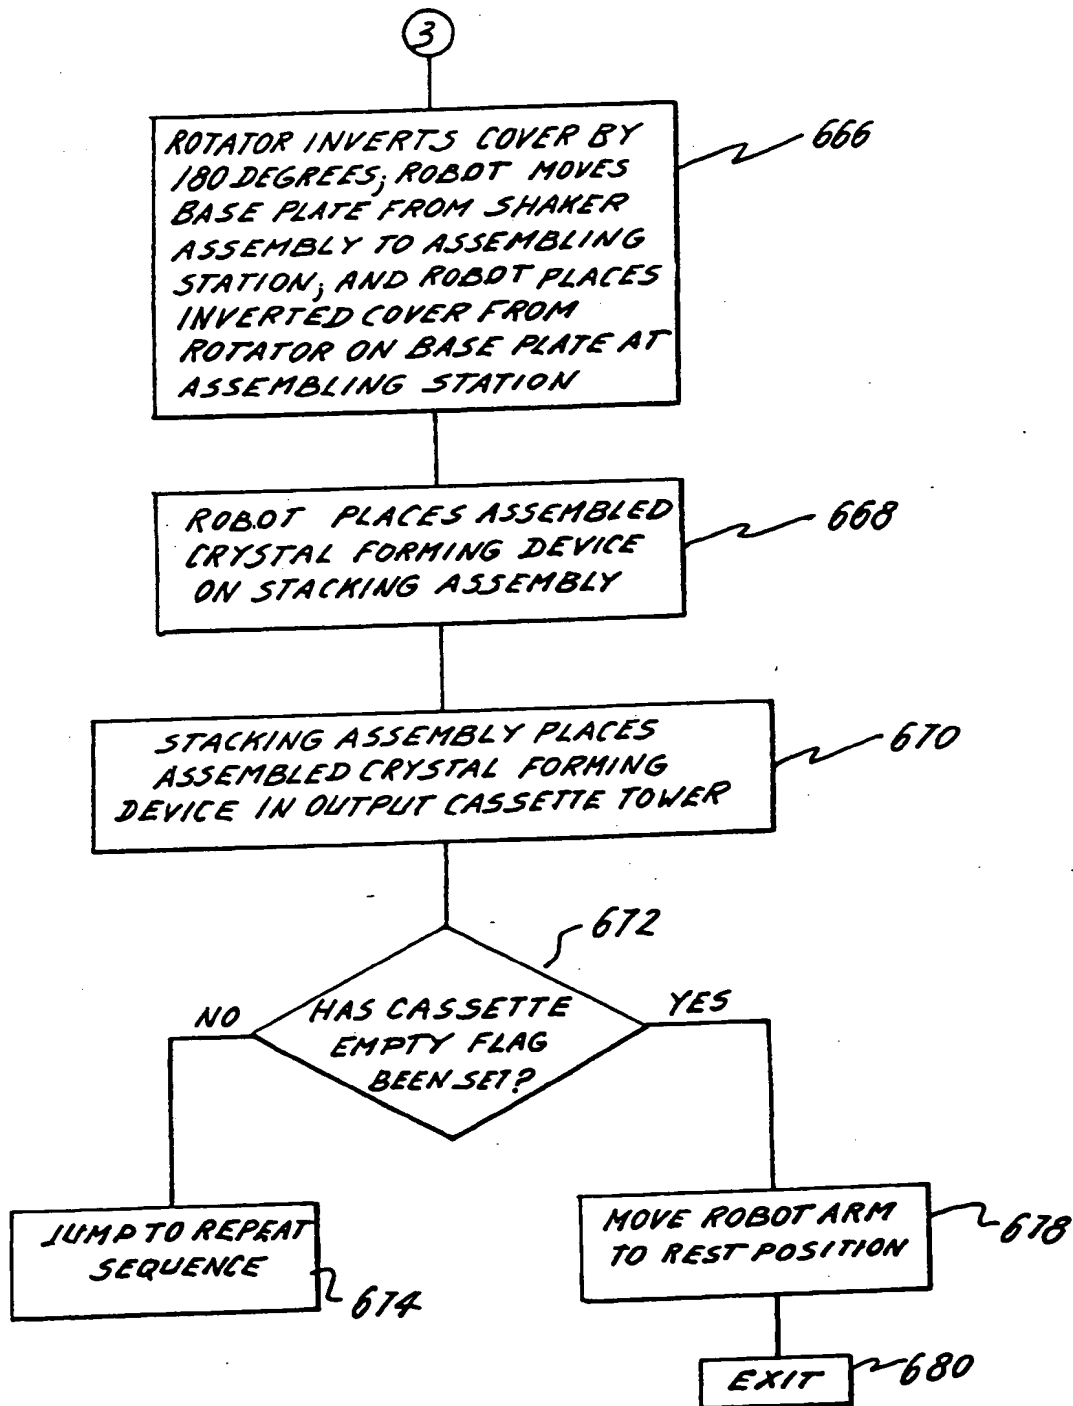 3
ROTATOR INVERTS COVER BY
180 DEGREES; ROBOT MOVES
BASE PLATE FROM SHAKER
ASSEMBLY TO ASSEMBLING
STATION; AND ROBOT PLACES
INVERTED COVER FROM
ROTATOR ON BASE PLATE AT
ASSEMBLING STATION
666
ROBOT PLACES ASSEMBLED
CRYSTAL FORMING DEVICE
ON STACKING ASSEMBLY
668
STACKING ASSEMBLY PLACES
ASSEMBLED CRYSTAL FORMING
DEVICE IN OUTPUT CASSETTE TOWER
670
672
HAS CASSETTE
EMPTY FLAG
BEEN SET?
NO
YES
JUMP TO REPEAT
SEQUENCE
674
MOVE ROBOT ARM
TO REST POSITION
678
EXIT
680